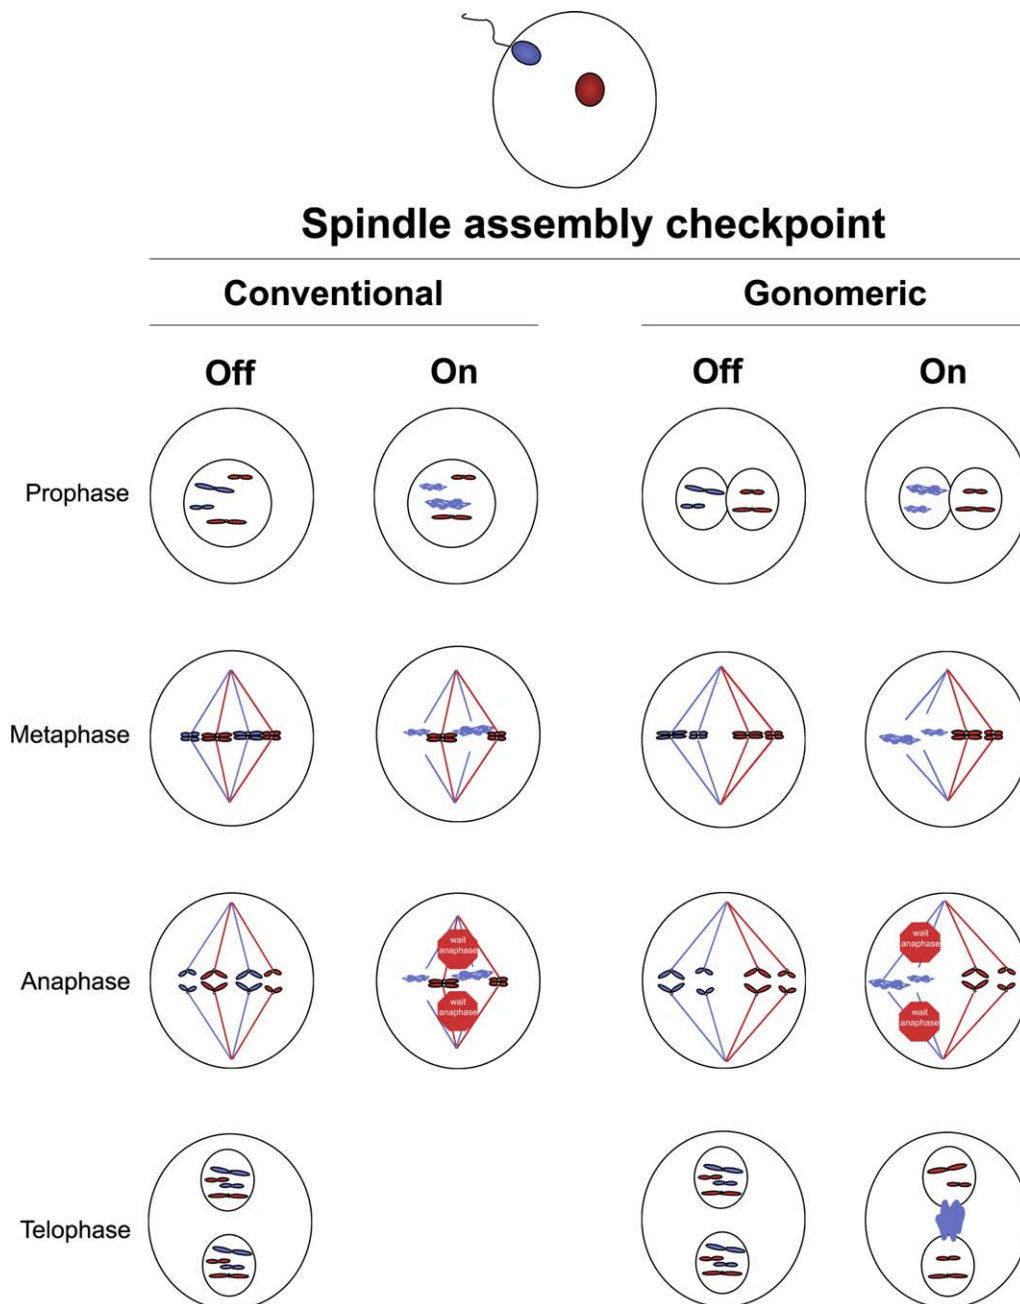 Spindle assembly checkpoint
Conventional
Gonomeric
Off
On
Off
On
Prophase
Metaphase
Anaphase
wait
anaphase
wait
anaphase
wait
anaphase
wait
anaphase
Telophase